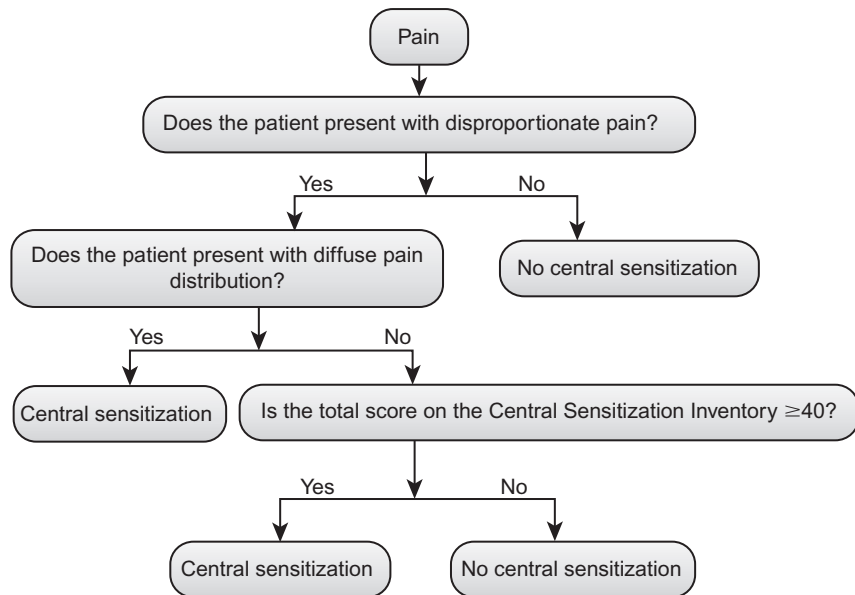 Pain
Does the patient present with disproportionate pain?
Yes
No
Does the patient present with diffuse pain
distribution?
No central sensitization
Yes
No
Central sensitization
Is the total score on the Central Sensitization Inventory ≥40?
Yes
No
Central sensitization
No central sensitization